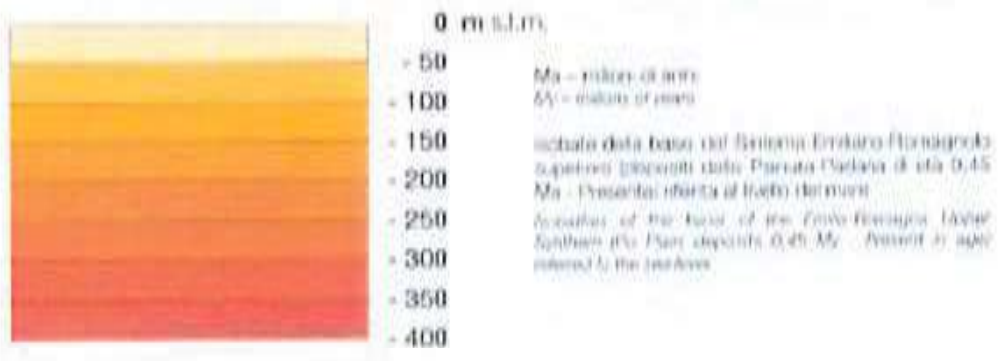 0 m s.l.m.
- 50
- 100
- 150
- 200
- 250
- 300
- 350
- 400
Ma – milioni di anni
My – millions of years
Isobate della base del Sintema Emiliano-Romagnolo
superiore (depositi della Pianura Padana di età 0,45
Ma - Presente) riferita al livello del mare
Isobathes of the base of the Emilia-Romagna Upper
Synthem (Po Plain deposits 0,45 My - Present in age)
referred to the sea-level